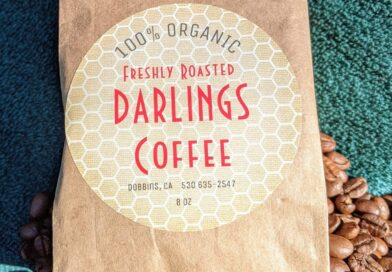 100% ORGANIC
FRESHLY ROASTED
DARLINGS
COFFEE
DOBBINS, CA 530 635-2547
8 OZ